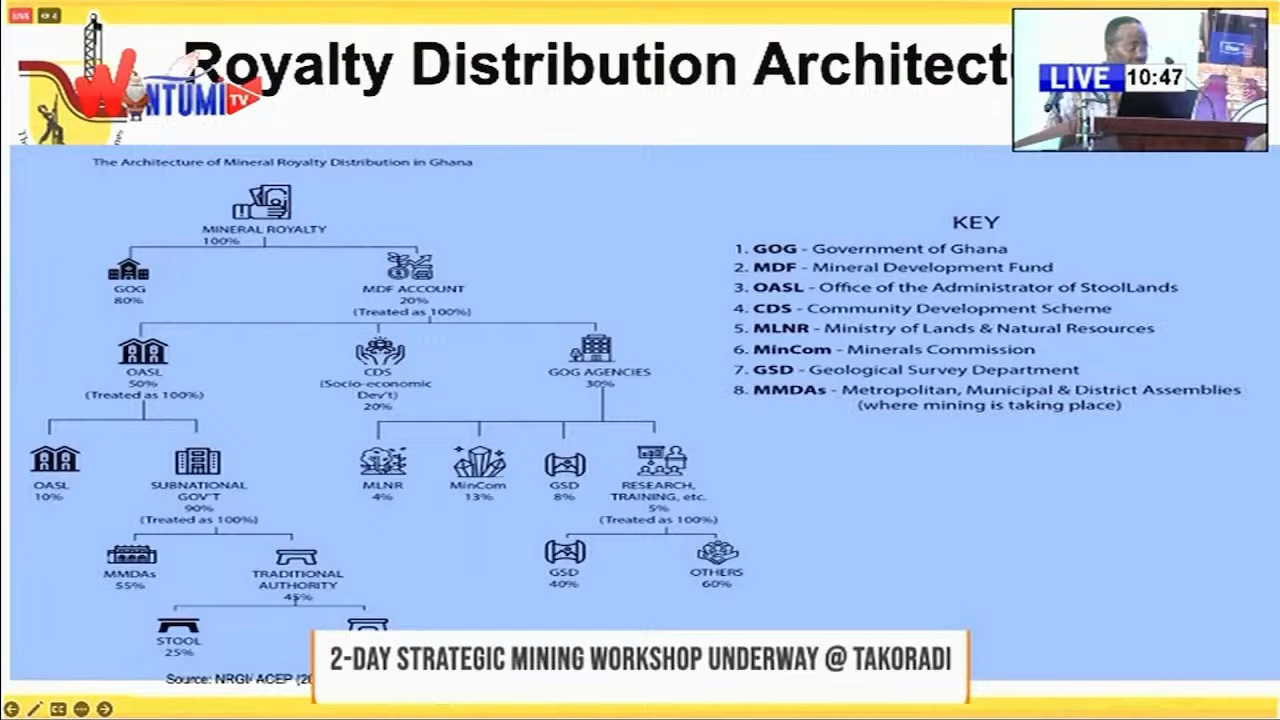 LIVE
Royalty Distribution Architect
WONTUMI TV
LIVE 10:47
The Architecture of Mineral Royalty Distribution in Ghana
MINERAL ROYALTY
100%
GOG
80%
MDF ACCOUNT
20%
(Treated as 100%)
OASL
50%
(Treated as 100%)
CDS
(Socio-economic
Dev't)
20%
GOG AGENCIES
30%
OASL
10%
SUBNATIONAL
GOV'T
90%
(Treated as 100%)
MLNR
4%
MinCom
13%
GSD
8%
RESEARCH,
TRAINING, etc.
5%
(Treated as 100%)
MMDAs
55%
TRADITIONAL
AUTHORITY
45%
GSD
40%
OTHERS
60%
STOOL
25%
KEY
1. GOG - Government of Ghana
2. MDF - Mineral Development Fund
3. OASL - Office of the Administrator of StoolLands
4. CDS - Community Development Scheme
5. MLNR - Ministry of Lands & Natural Resources
6. MinCom - Minerals Commission
7. GSD - Geological Survey Department
8. MMDAs - Metropolitan, Municipal & District Assemblies
(where mining is taking place)
Source: NRGI/ ACEP (20
2-DAY STRATEGIC MINING WORKSHOP UNDERWAY @ TAKORADI